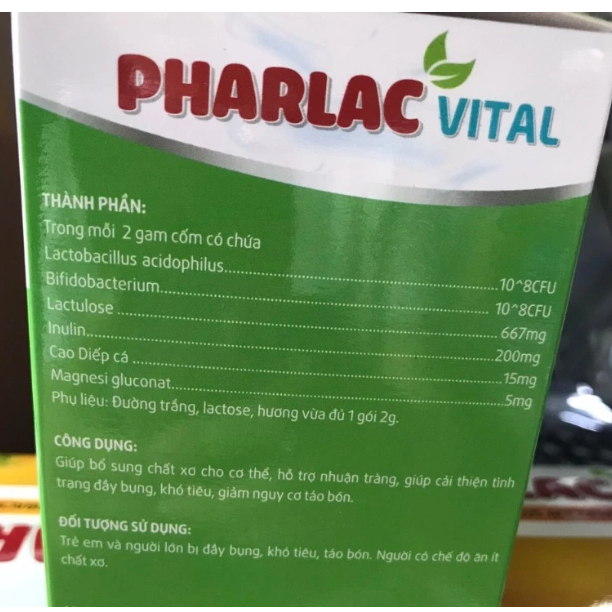 PHARLAC VITAL
THÀNH PHẦN:
Trong mỗi 2 gam cốm có chứa
Lactobacillus acidophilus..........10^8CFU
Bifidobacterium..........10^8CFU
Lactulose..........667mg
Inulin..........200mg
Cao Diếp cá..........15mg
Magnesi gluconat..........5mg
Phụ liệu: Đường trắng, lactose, hương vừa đủ 1 gói 2g.
CÔNG DỤNG:
Giúp bổ sung chất xơ cho cơ thể, hỗ trợ nhuận tràng, giúp cải thiện tình
trạng đầy bụng, khó tiêu, giảm nguy cơ táo bón.
ĐỐI TƯỢNG SỬ DỤNG:
Trẻ em và người lớn bị đầy bụng, khó tiêu, táo bón. Người có chế độ ăn ít
chất xơ.